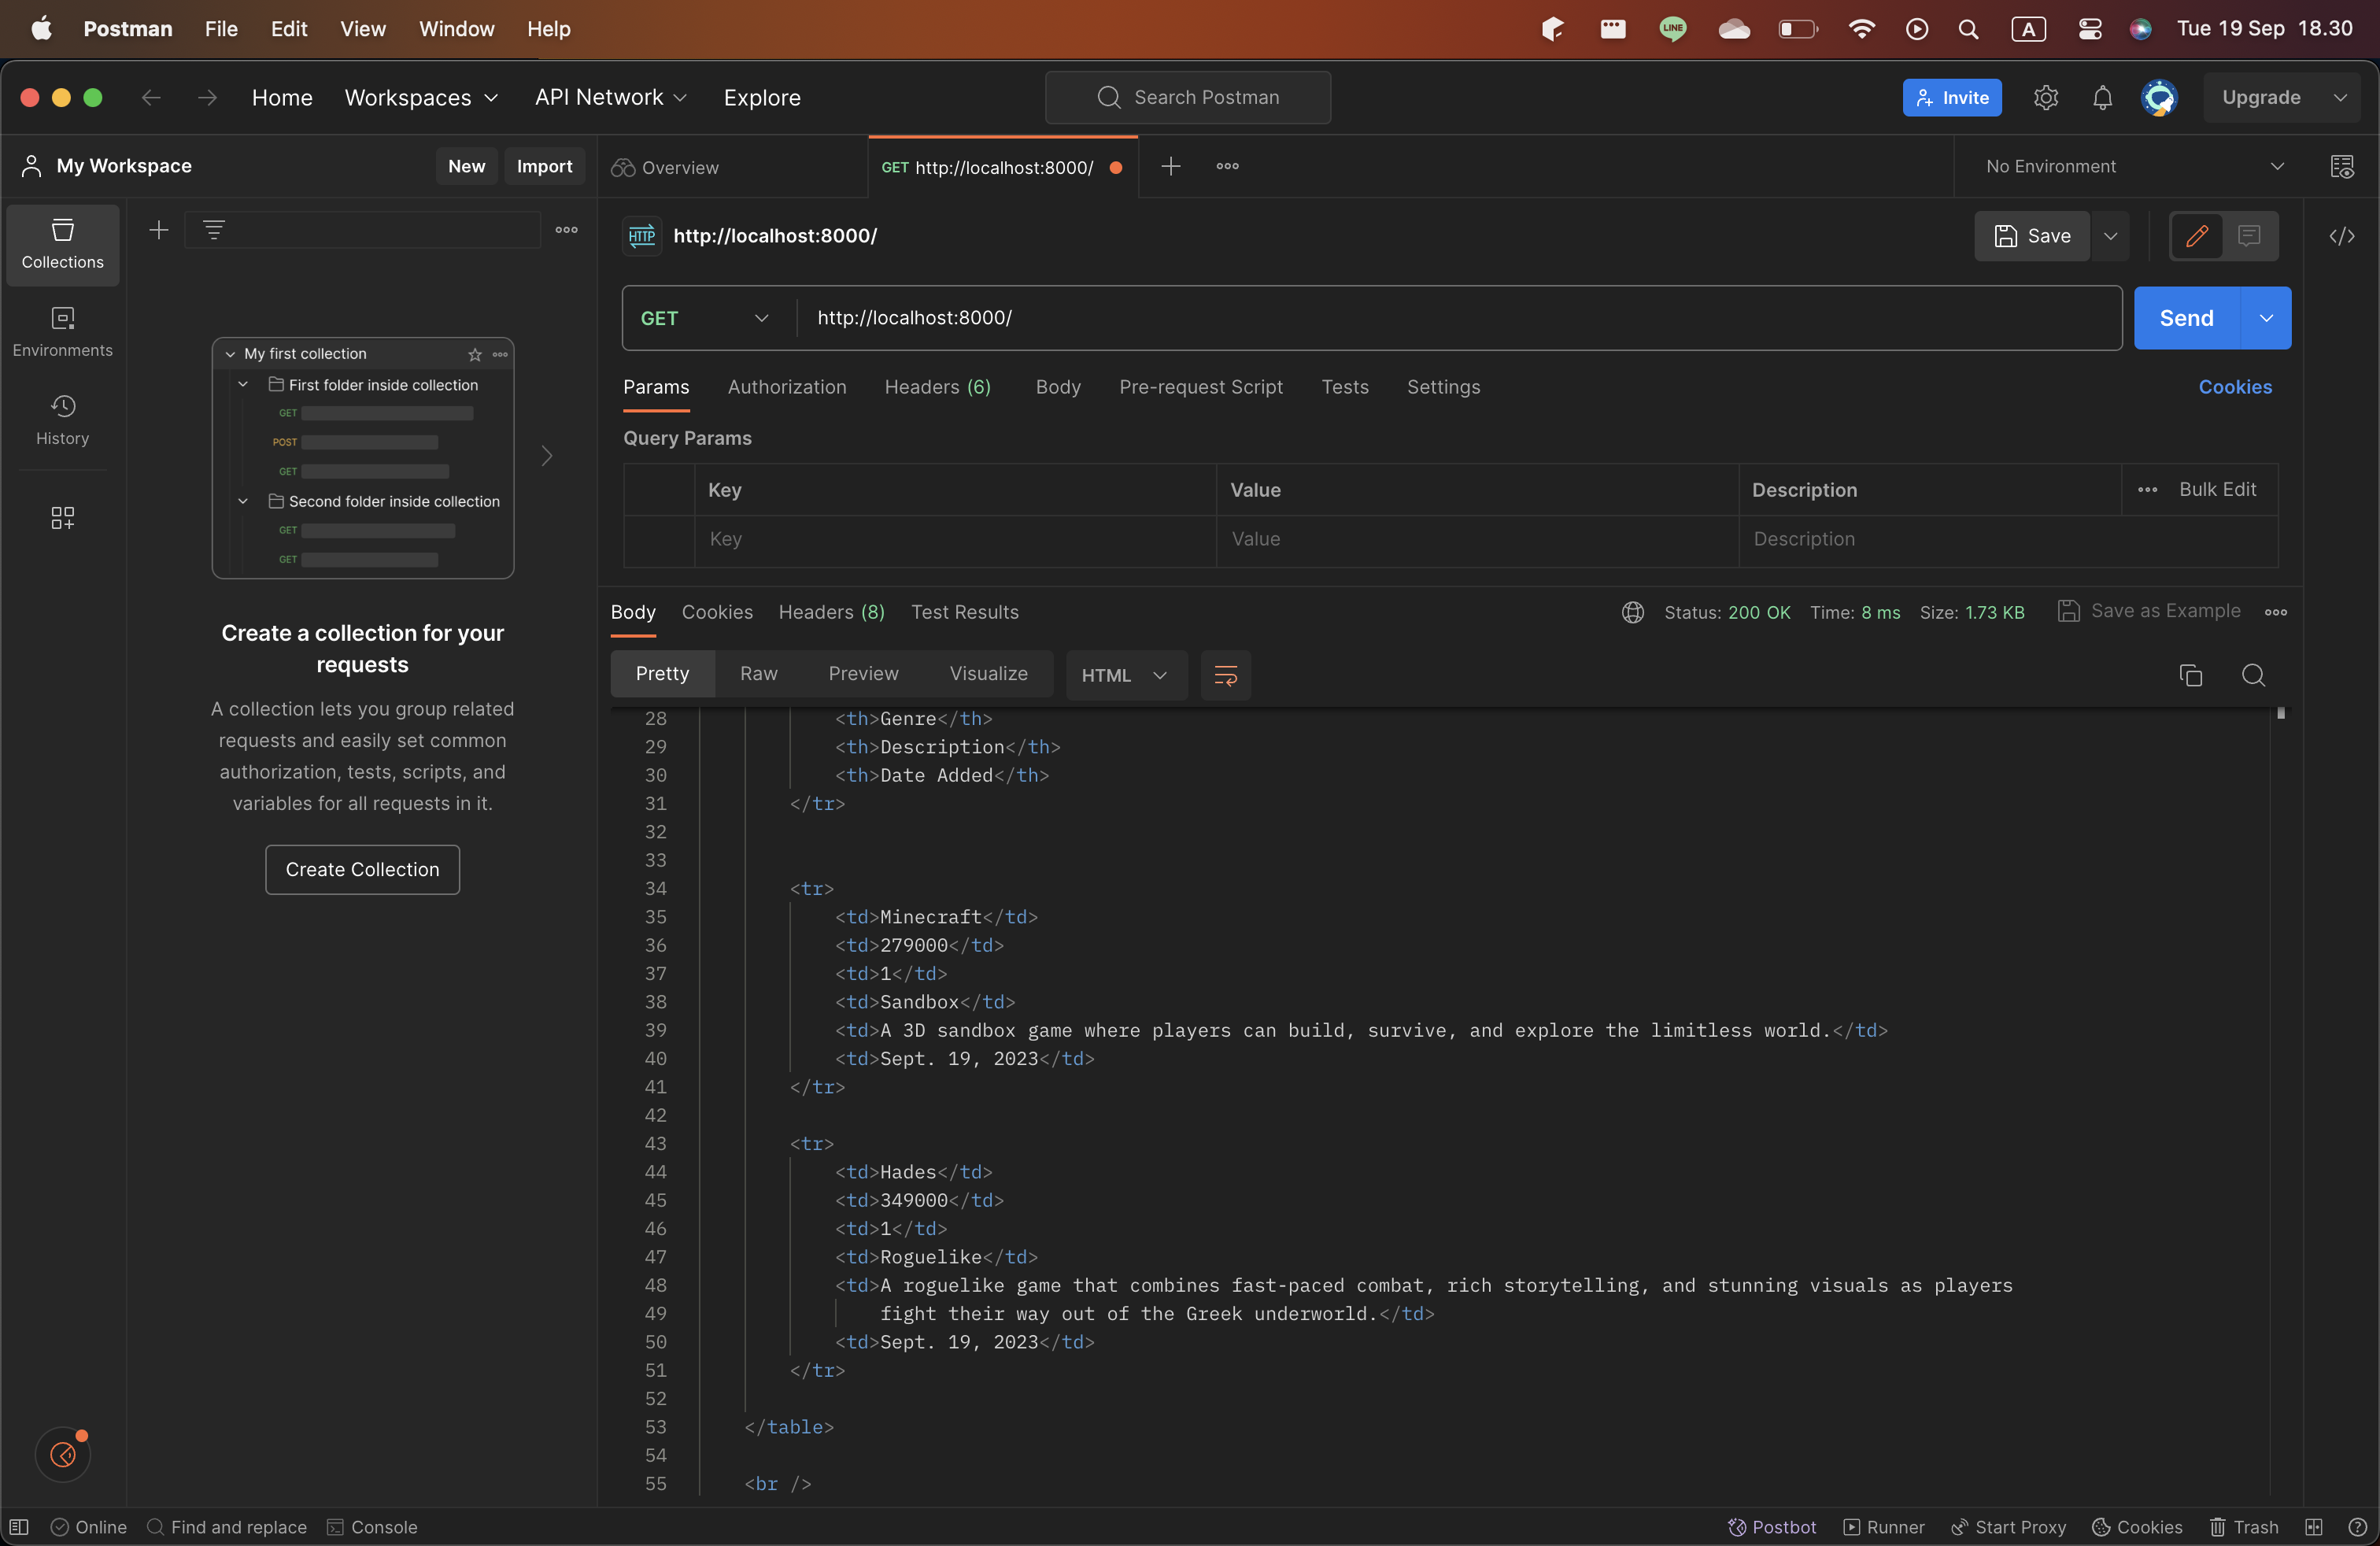 Postman File Edit View Window Help LINE A Tue 19 Sep 18.30
Home Workspaces API Network Explore Search Postman Invite Upgrade
My Workspace New Import Overview GET http://localhost:8000/ No Environment
Collections
Environments
History
My first collection
First folder inside collection
GET
POST
GET
Second folder inside collection
GET
GET
Create a collection for your
requests
A collection lets you group related
requests and easily set common
authorization, tests, scripts, and
variables for all requests in it.
Create Collection
HTTP http://localhost:8000/ Save
GET http://localhost:8000/ Send
Params Authorization Headers (6) Body Pre-request Script Tests Settings Cookies
Query Params
Key Value Description Bulk Edit
Key Value Description
Body Cookies Headers (8) Test Results Status: 200 OK Time: 8 ms Size: 1.73 KB Save as Example
Pretty Raw Preview Visualize HTML
28 <th>Genre</th>
29 <th>Description</th>
30 <th>Date Added</th>
31 </tr>
32
33
34 <tr>
35 <td>Minecraft</td>
36 <td>279000</td>
37 <td>1</td>
38 <td>Sandbox</td>
39 <td>A 3D sandbox game where players can build, survive, and explore the limitless world.</td>
40 <td>Sept. 19, 2023</td>
41 </tr>
42
43 <tr>
44 <td>Hades</td>
45 <td>349000</td>
46 <td>1</td>
47 <td>Roguelike</td>
48 <td>A roguelike game that combines fast-paced combat, rich storytelling, and stunning visuals as players
49 fight their way out of the Greek underworld.</td>
50 <td>Sept. 19, 2023</td>
51 </tr>
52
53 </table>
54
55 <br />
Online Find and replace Console Postbot Runner Start Proxy Cookies Trash